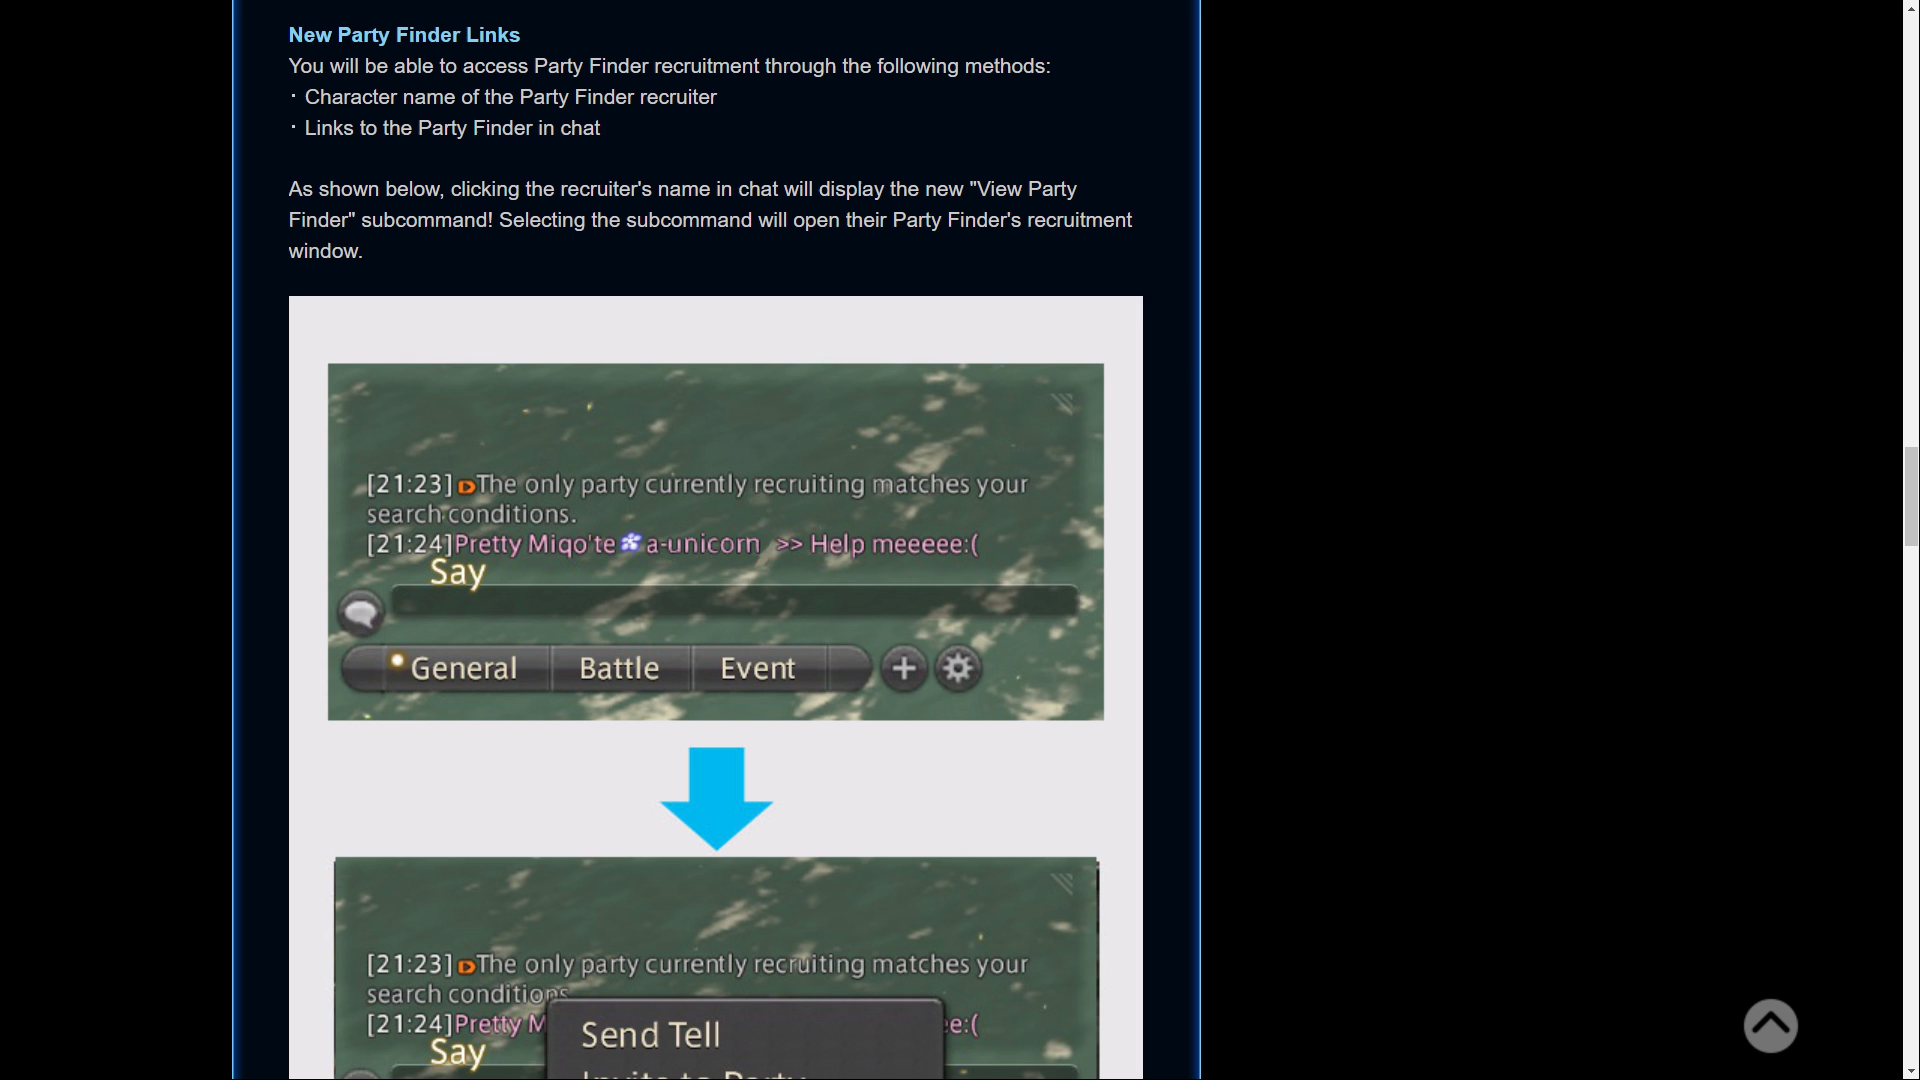 New Party Finder Links
You will be able to access Party Finder recruitment through the following methods:
・Character name of the Party Finder recruiter
・Links to the Party Finder in chat
As shown below, clicking the recruiter's name in chat will display the new "View Party
Finder" subcommand! Selecting the subcommand will open their Party Finder's recruitment
window.
[21:23]The only party currently recruiting matches your
search conditions.
[21:24]Pretty Miqo'te a-unicorn >> Help meeeee:(
Say
General Battle Event
[21:23]The only party currently recruiting matches your
search conditions
[21:24]Pretty M ee:(
Send Tell
Say
Invite to Party